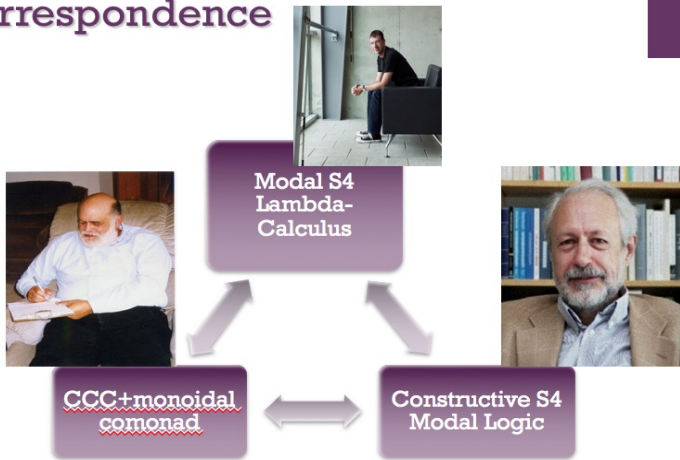 rrespondence
Modal S4
Lambda-
Calculus
CCC+monoidal
comonad
Constructive S4
Modal Logic